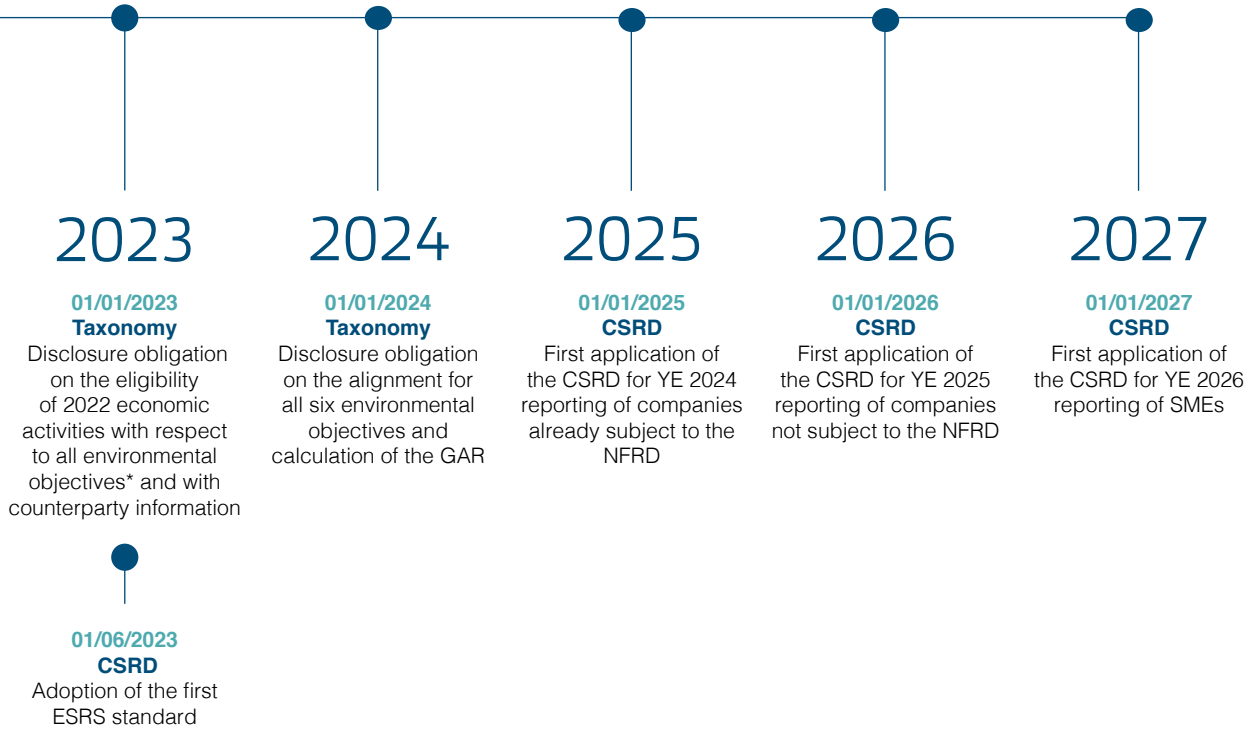 2023
01/01/2023
Taxonomy
Disclosure obligation
on the eligibility
of 2022 economic
activities with respect
to all environmental
objectives* and with
counterparty information
01/06/2023
CSRD
Adoption of the first
ESRS standard
2024
01/01/2024
Taxonomy
Disclosure obligation
on the alignment for
all six environmental
objectives and
calculation of the GAR
2025
01/01/2025
CSRD
First application of
the CSRD for YE 2024
reporting of companies
already subject to the
NFRD
2026
01/01/2026
CSRD
First application of
the CSRD for YE 2025
reporting of companies
not subject to the NFRD
2027
01/01/2027
CSRD
First application of
the CSRD for YE 2026
reporting of SMEs